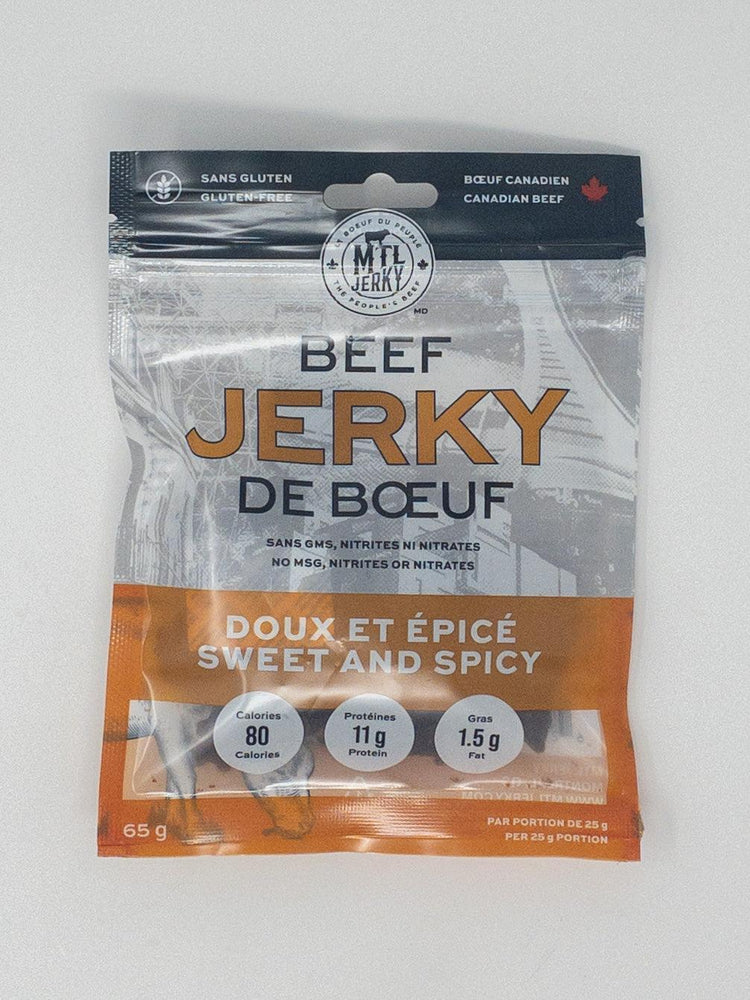 SANS GLUTEN
GLUTEN-FREE
BŒUF CANADIEN
CANADIAN BEEF
LE BOEUF DU PEUPLE
MTL
JERKY
THE PEOPLE'S BEEF
MD
BEEF
JERKY
DE BŒUF
SANS GMS, NITRITES NI NITRATES
NO MSG, NITRITES OR NITRATES
DOUX ET ÉPICÉ
SWEET AND SPICY
Calories
80
Calories
Protéines
11 g
Protein
Gras
1.5 g
Fat
65 g
PAR PORTION DE 25 g
PER 25 g PORTION